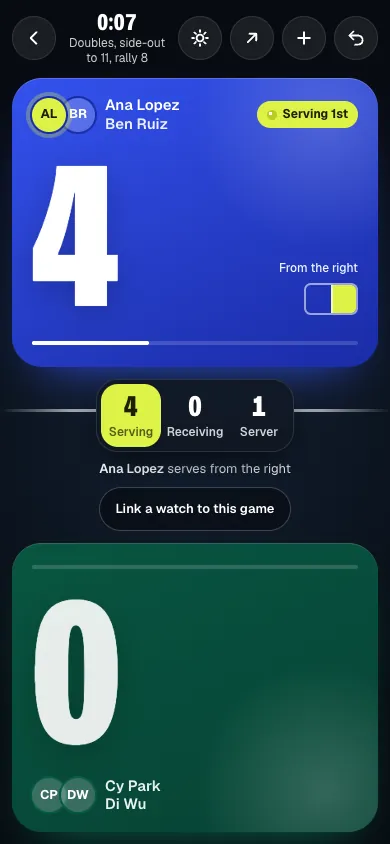 0:07
Doubles, side-out
to 11, rally 8
AL
BR
Ana Lopez
Ben Ruiz
Serving 1st
4
From the right
4
0
1
Serving
Receiving
Server
Ana Lopez serves from the right
Link a watch to this game
0
CP
DW
Cy Park
Di Wu